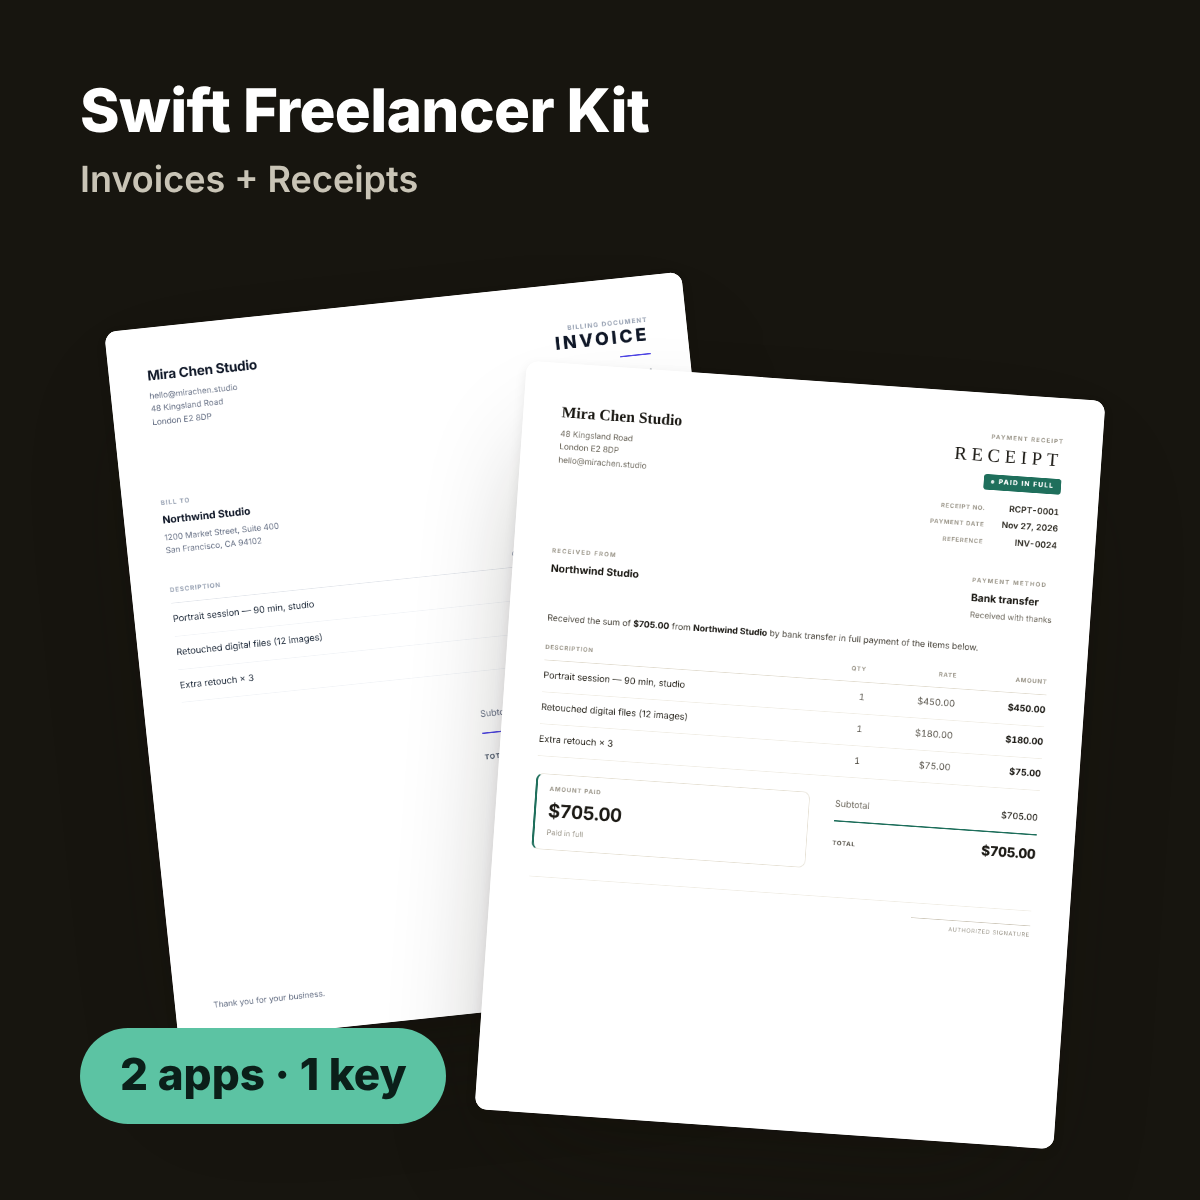 Swift Freelancer Kit
Invoices + Receipts
Mira Chen Studio
hello@mirachen.studio
48 Kingsland Road
London E2 8DP
BILLING DOCUMENT
INVOICE
BILL TO
Northwind Studio
1200 Market Street, Suite 400
San Francisco, CA 94102
DESCRIPTION
Portrait session — 90 min, studio
Retouched digital files (12 images)
Extra retouch × 3
Thank you for your business.
Mira Chen Studio
48 Kingsland Road
London E2 8DP
hello@mirachen.studio
PAYMENT RECEIPT
RECEIPT
• PAID IN FULL
RECEIPT NO. RCPT-0001
PAYMENT DATE Nov 27, 2026
REFERENCE INV-0024
RECEIVED FROM
Northwind Studio
PAYMENT METHOD
Bank transfer
Received with thanks
Received the sum of $705.00 from Northwind Studio by bank transfer in full payment of the items below.
DESCRIPTION QTY RATE AMOUNT
Portrait session — 90 min, studio 1 $450.00 $450.00
Retouched digital files (12 images) 1 $180.00 $180.00
Extra retouch × 3 1 $75.00 $75.00
AMOUNT PAID
$705.00
Paid in full
Subtotal $705.00
TOTAL $705.00
AUTHORIZED SIGNATURE
2 apps · 1 key